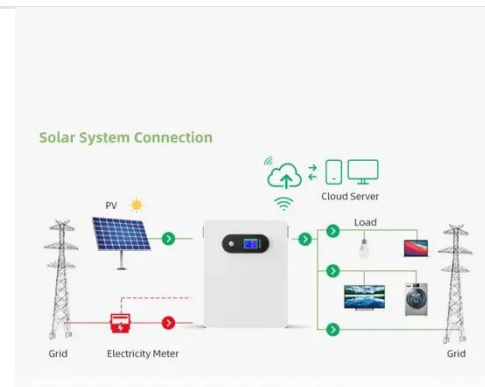 Solar System Connection
Cloud Server
PV
Load
Grid
Electricity Meter
Grid